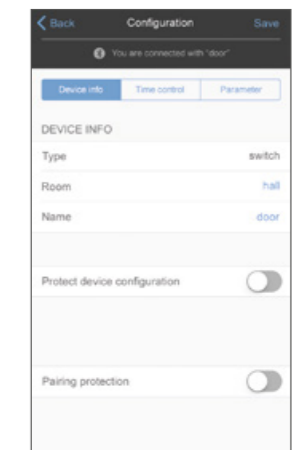 Back Configuration Save
You are connected with "door"
Device info Time control Parameter
DEVICE INFO
Type switch
Room hall
Name door
Protect device configuration
Pairing protection